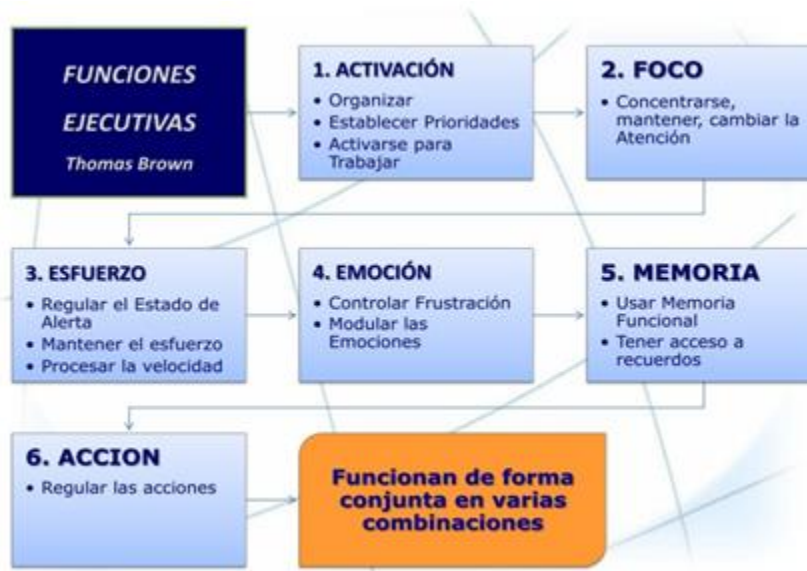 FUNCIONES
EJECUTIVAS
Thomas Brown
1. ACTIVACIÓN
• Organizar
• Establecer Prioridades
• Activarse para
Trabajar
2. FOCO
• Concentrarse,
mantener, cambiar la
Atención
3. ESFUERZO
• Regular el Estado de
Alerta
• Mantener el esfuerzo
• Procesar la velocidad
4. EMOCIÓN
• Controlar Frustración
• Modular las
Emociones
5. MEMORIA
• Usar Memoria
Funcional
• Tener acceso a
recuerdos
6. ACCION
• Regular las acciones
Funcionan de forma
conjunta en varias
combinaciones